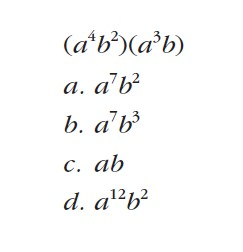 (a⁴b²)(a³b)
a. a⁷b²
b. a⁷b³
c. ab
d. a¹²b²